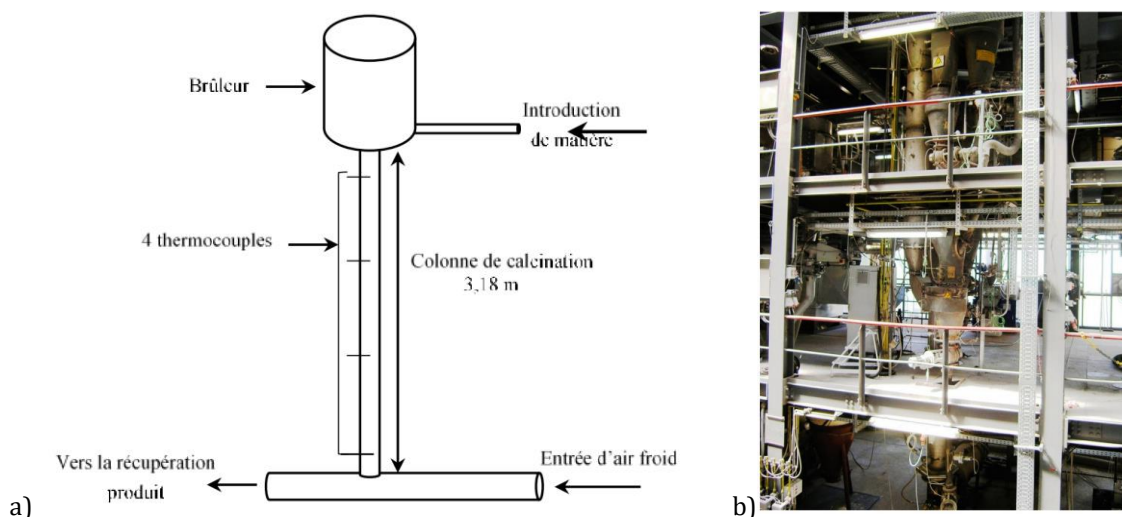 Brûleur
Introduction
de matière
4 thermocouples
Colonne de calcination
3,18 m
Vers la récupération
produit
Entrée d'air froid
a)
b)